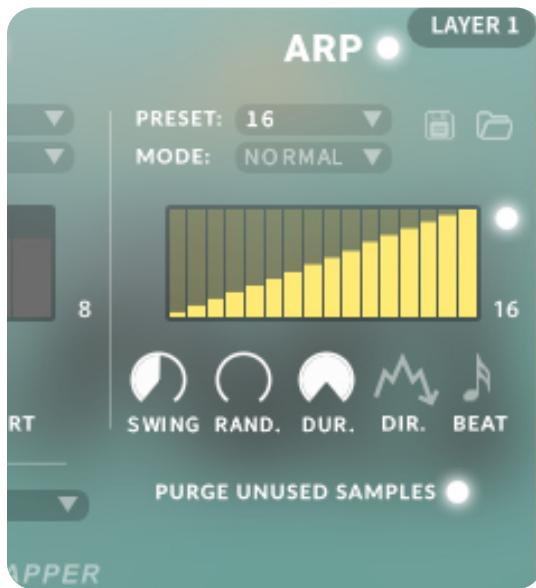 LAYER 1
ARP
PRESET: 16
MODE: NORMAL
8
16
RT
SWING RAND. DUR. DIR. BEAT
PURGE UNUSED SAMPLES
APPER